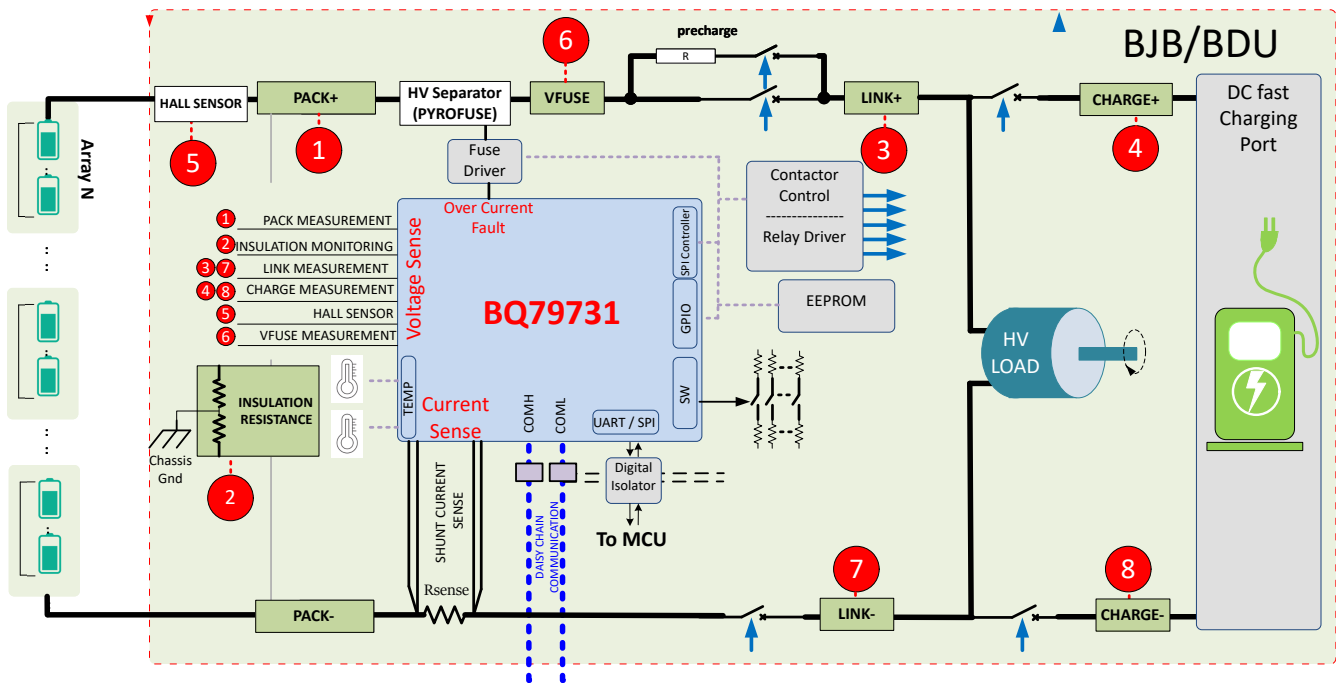 BJB/BDU
precharge
R
6
HALL SENSOR
PACK+
HV Separator
(PYROFUSE)
VFUSE
LINK+
CHARGE+
DC fast
Charging
Port
5
1
3
4
Array N
Fuse
Driver
Contactor
Control
---------------
Relay Driver
Over Current
Fault
1
PACK MEASUREMENT
2
INSULATION MONITORING
3
7
LINK MEASUREMENT
4
8
CHARGE MEASUREMENT
5
HALL SENSOR
6
VFUSE MEASUREMENT
Voltage Sense
BQ79731
SPI Controller
GPIO
EEPROM
HV
LOAD
SW
TEMP
Current
Sense
COMH
COML
UART / SPI
INSULATION
RESISTANCE
Chassis
Gnd
2
Digital
Isolator
To MCU
SHUNT CURRENT
SENSE
DAISY CHAIN
COMMUNICATION
Rsense
7
8
PACK-
LINK-
CHARGE-